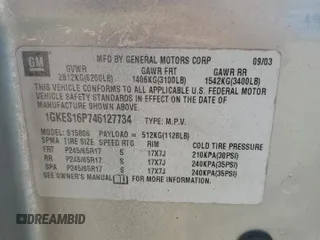 GM
MFD BY GENERAL MOTORS CORP 09/03
GVWR GAWR FRT GAWR RR
2812KG(6200LB) 1406KG(3100LB) 1542KG(3400LB)
THIS VEHICLE CONFORMS TO ALL APPLICABLE U.S. FEDERAL MOTOR
VEHICLE SAFETY STANDARDS IN EFFECT ON THE DATE OF
MANUFACTURE SHOWN ABOVE.
1GKES16P746127734 TYPE: M.P.V.
MODEL: S15806 PAYLOAD = 512KG(1128LB)
TIRE SIZE SPEED RTG RIM COLD TIRE PRESSURE
FRT P245/65R17 S 17X7J 210KPA(30PSI)
RR P245/65R17 S 17X7J 240KPA(35PSI)
SPA P245/65R17 S 17X7J 240KPA(35PSI)
SEE OWNER'S MANUAL FOR MORE INFORMATION.
DREAMBID